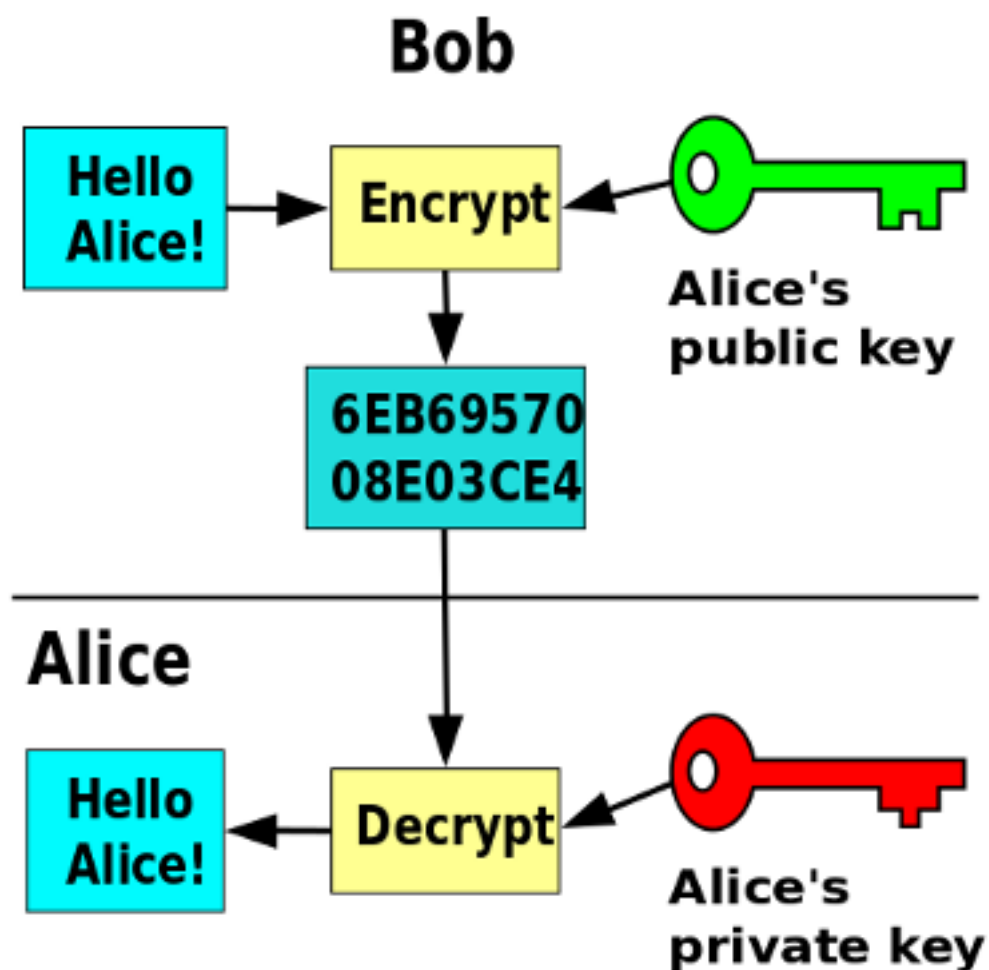 Bob
Hello
Alice!
Encrypt
Alice's
public key
6EB69570
08E03CE4
Alice
Hello
Alice!
Decrypt
Alice's
private key